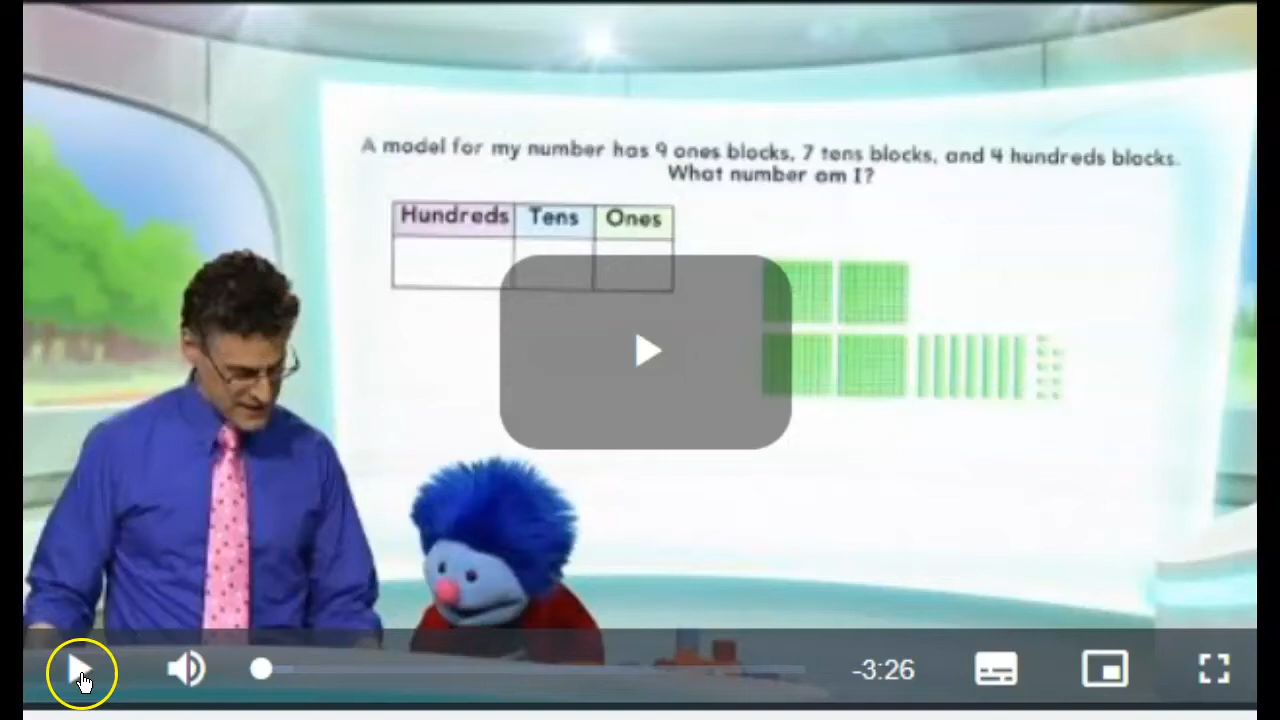 A model for my number has 9 ones blocks, 7 tens blocks, and 4 hundreds blocks.
What number am I?
Hundreds Tens Ones
-3:26